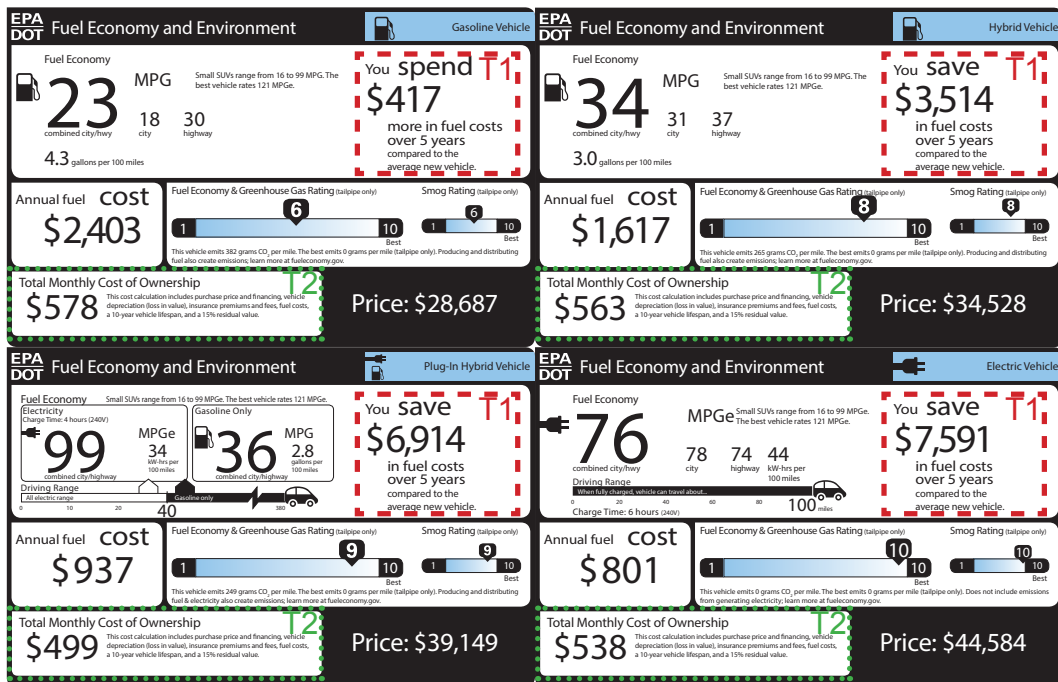 EPA
DOT
Fuel Economy and Environment
Gasoline Vehicle
Fuel Economy
23
MPG
Small SUVs range from 16 to 99 MPG. The
best vehicle rates 121 MPGe.
18
city
30
highway
combined city/hwy
4.3 gallons per 100 miles
You spend T1
$417
more in fuel costs
over 5 years
compared to the
average new vehicle.
Annual fuel cost
$2,403
Fuel Economy & Greenhouse Gas Rating (tailpipe only)
1
6
10
Best
Smog Rating (tailpipe only)
1
6
10
Best
This vehicle emits 382 grams CO2 per mile. The best emits 0 grams per mile (tailpipe only). Producing and distributing
fuel also create emissions; learn more at fueleconomy.gov.
Total Monthly Cost of Ownership
T2
$578
This cost calculation includes purchase price and financing, vehicle
depreciation (loss in value), insurance premiums and fees, fuel costs,
a 10-year vehicle lifespan, and a 15% residual value.
Price: $28,687
EPA
DOT
Fuel Economy and Environment
Hybrid Vehicle
Fuel Economy
34
MPG
Small SUVs range from 16 to 99 MPG. The
best vehicle rates 121 MPGe.
31
city
37
highway
combined city/hwy
3.0 gallons per 100 miles
You save T1
$3,514
in fuel costs
over 5 years
compared to the
average new vehicle.
Annual fuel cost
$1,617
Fuel Economy & Greenhouse Gas Rating (tailpipe only)
1
8
10
Best
Smog Rating (tailpipe only)
1
8
10
Best
This vehicle emits 265 grams CO2 per mile. The best emits 0 grams per mile (tailpipe only). Producing and distributing
fuel also create emissions; learn more at fueleconomy.gov.
Total Monthly Cost of Ownership
T2
$563
This cost calculation includes purchase price and financing, vehicle
depreciation (loss in value), insurance premiums and fees, fuel costs,
a 10-year vehicle lifespan, and a 15% residual value.
Price: $34,528
EPA
DOT
Fuel Economy and Environment
Plug-In Hybrid Vehicle
Fuel Economy
Small SUVs range from 16 to 99 MPGe. The best vehicle rates 121 MPGe.
Electricity
Charge Time: 4 hours (240V)
99
MPGe
34
kW-hrs per
100 miles
combined city/highway
Gasoline Only
36
MPG
2.8
gallons per
100 miles
combined city/highway
Driving Range
All electric range
Gasoline only
0
10
20
40
380
You save T1
$6,914
in fuel costs
over 5 years
compared to the
average new vehicle.
Annual fuel cost
$937
Fuel Economy & Greenhouse Gas Rating (tailpipe only)
1
9
10
Best
Smog Rating (tailpipe only)
1
9
10
Best
This vehicle emits 249 grams CO2 per mile. The best emits 0 grams per mile (tailpipe only). Producing and distributing
fuel & electricity also create emissions; learn more at fueleconomy.gov.
Total Monthly Cost of Ownership
T2
$499
This cost calculation includes purchase price and financing, vehicle
depreciation (loss in value), insurance premiums and fees, fuel costs,
a 10-year vehicle lifespan, and a 15% residual value.
Price: $39,149
EPA
DOT
Fuel Economy and Environment
Electric Vehicle
Fuel Economy
76
MPGe
Small SUVs range from 16 to 99 MPGe.
The best vehicle rates 121 MPGe.
78
city
74
highway
44
kW-hrs per
100 miles
combined city/hwy
Driving Range
When fully charged, vehicle can travel about...
0
20
40
60
80
100 miles
Charge Time: 6 hours (240V)
You save T1
$7,591
in fuel costs
over 5 years
compared to the
average new vehicle.
Annual fuel cost
$801
Fuel Economy & Greenhouse Gas Rating (tailpipe only)
1
10
10
Best
Smog Rating (tailpipe only)
1
10
10
Best
This vehicle emits 0 grams CO2 per mile. The best emits 0 grams per mile (tailpipe only). Does not include emissions
from generating electricity; learn more at fueleconomy.gov.
Total Monthly Cost of Ownership
T2
$538
This cost calculation includes purchase price and financing, vehicle
depreciation (loss in value), insurance premiums and fees, fuel costs,
a 10-year vehicle lifespan, and a 15% residual value.
Price: $44,584